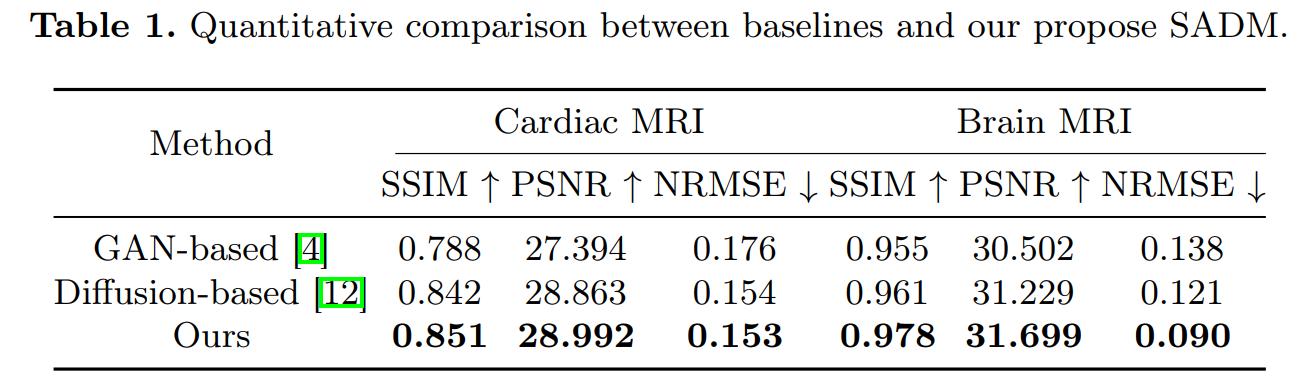 Table 1. Quantitative comparison between baselines and our propose SADM.
Method Cardiac MRI Brain MRI
SSIM ↑ PSNR ↑ NRMSE ↓ SSIM ↑ PSNR ↑ NRMSE ↓
GAN-based [4] 0.788 27.394 0.176 0.955 30.502 0.138
Diffusion-based [12] 0.842 28.863 0.154 0.961 31.229 0.121
Ours 0.851 28.992 0.153 0.978 31.699 0.090